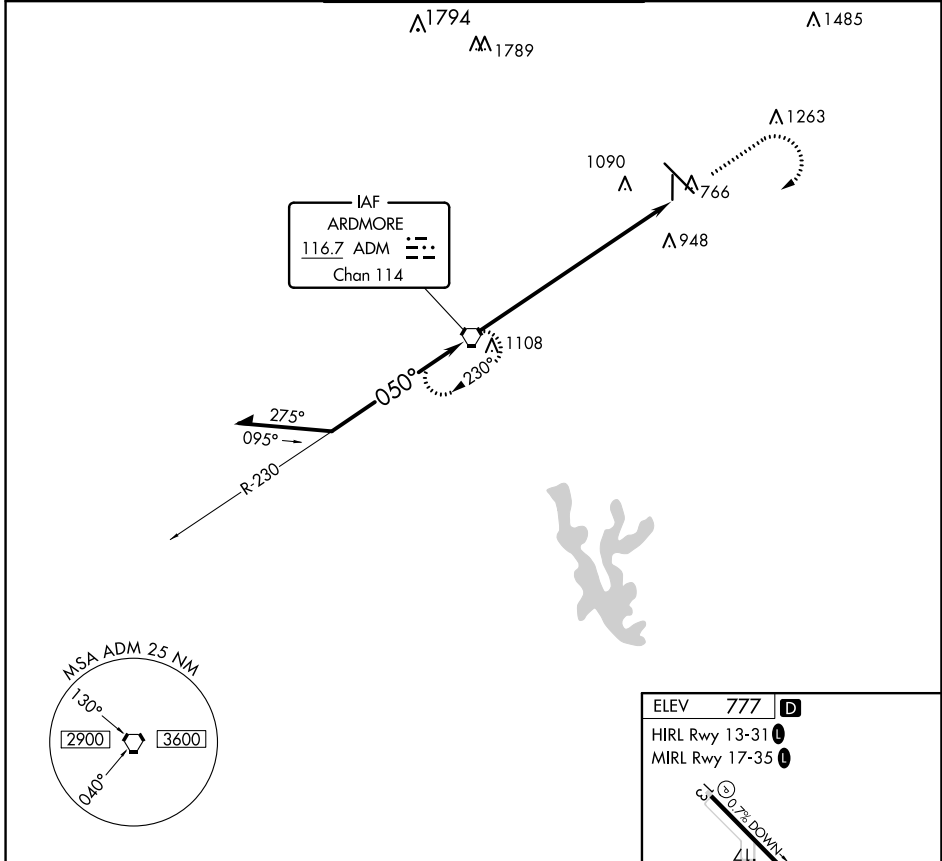 1794
1789
1485
1263
1090
766
948
IAF
ARDMORE
116.7 ADM
Chan 114
1108
050°
230°
275°
095°
R-230
MSA ADM 25 NM
130°
2900
3600
040°
ELEV 777 D
HIRL Rwy 13-31 L
MIRL Rwy 17-35 L
13
P
0.7% DOWN
17